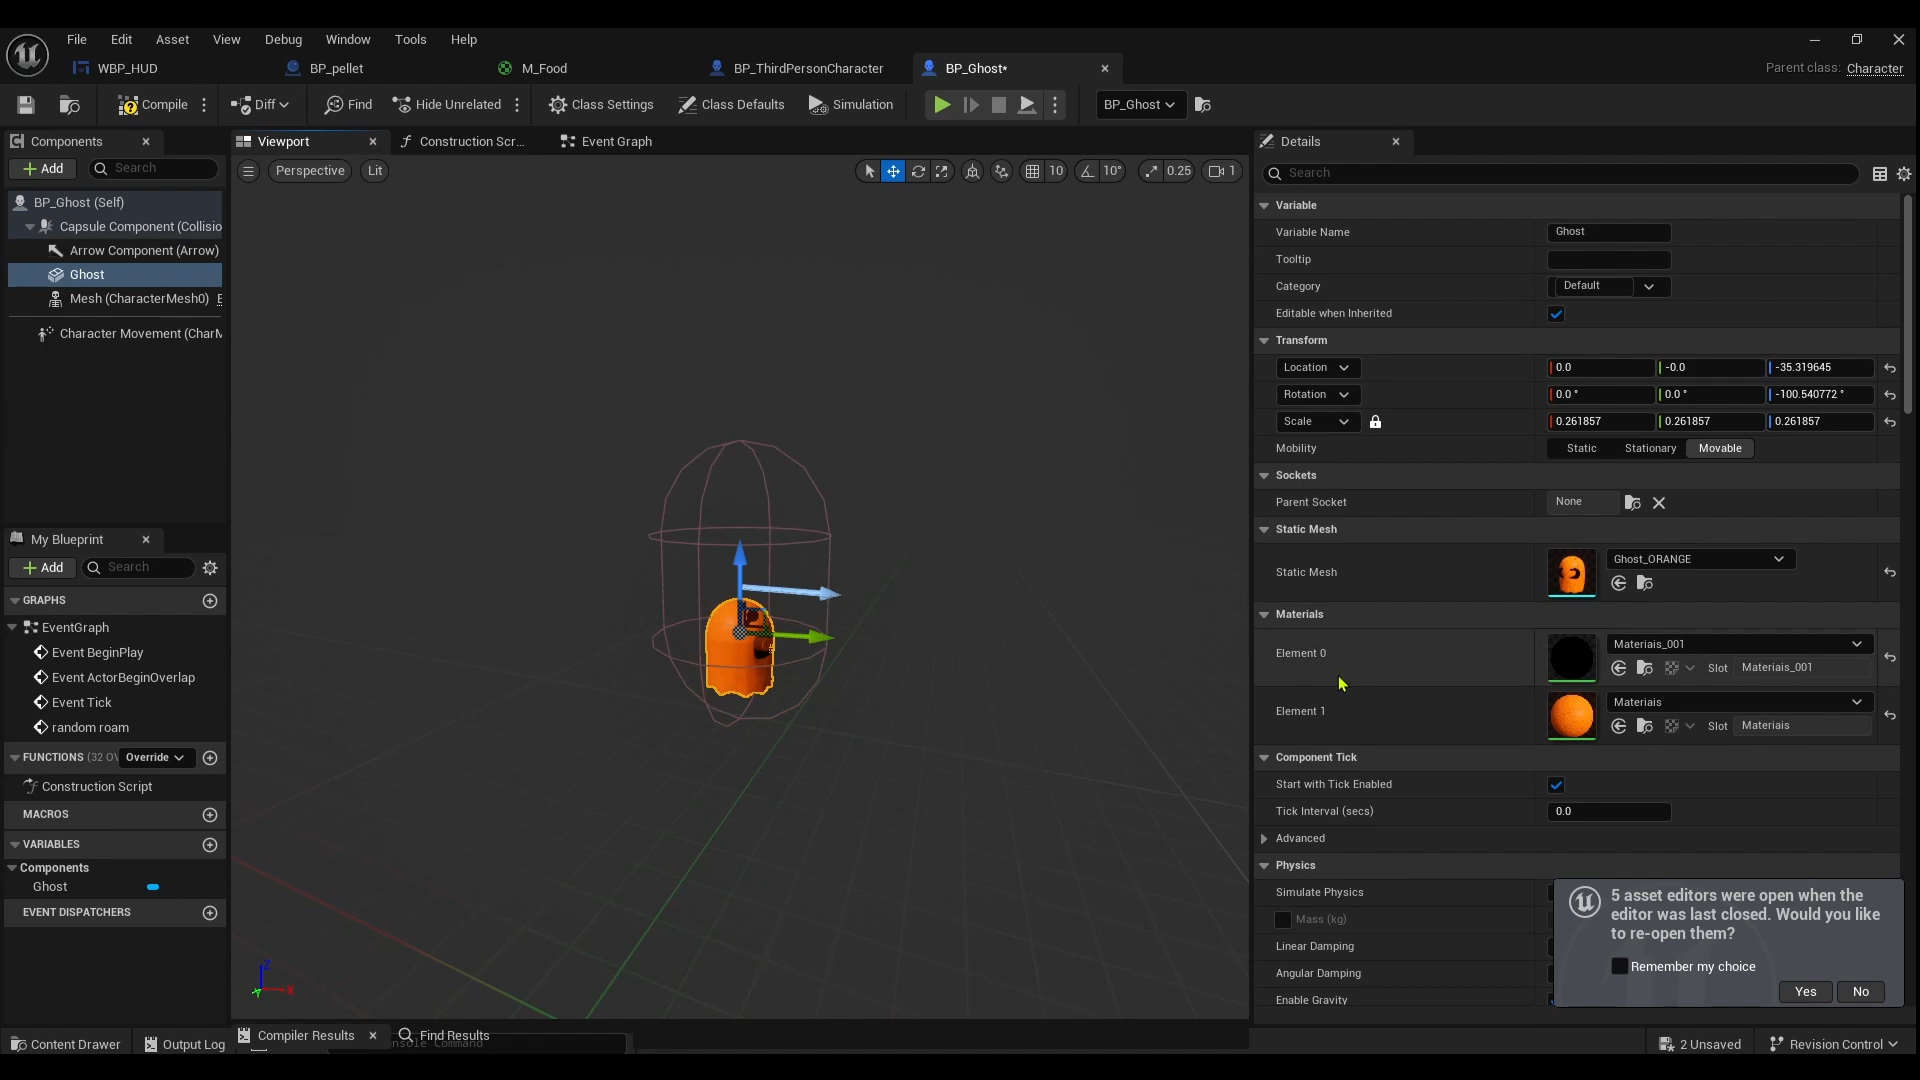 File Edit Asset View Debug Window Tools Help
WBP_HUD BP_pellet M_Food BP_ThirdPersonCharacter BP_Ghost* Parent class: Character
Compile Diff Find Hide Unrelated Class Settings Class Defaults Simulation BP_Ghost
Components Viewport Construction Scr... Event Graph Details
Add Search Perspective Lit 10 10° 0.25 1 Search
BP_Ghost (Self)
Capsule Component (Collisio
Arrow Component (Arrow)
Ghost
Mesh (CharacterMesh0) E
Character Movement (CharM
My Blueprint
Add Search
GRAPHS
EventGraph
Event BeginPlay
Event ActorBeginOverlap
Event Tick
random roam
FUNCTIONS (32 OV Override
Construction Script
MACROS
VARIABLES
Components
Ghost
EVENT DISPATCHERS
Z
X
Y
Variable
Variable Name Ghost
Tooltip
Category Default
Editable when Inherited
Transform
Location 0.0 -0.0 -35.319645
Rotation 0.0 ° 0.0 ° -100.540772 °
Scale 0.261857 0.261857 0.261857
Mobility Static Stationary Movable
Sockets
Parent Socket None
Static Mesh
Static Mesh Ghost_ORANGE
Materials
Element 0 Materiais_001
Slot Materiais_001
Element 1 Materiais
Slot Materiais
Component Tick
Start with Tick Enabled
Tick Interval (secs) 0.0
Advanced
Physics
Simulate Physics
Mass (kg)
Linear Damping
Angular Damping
Enable Gravity
5 asset editors were open when the
editor was last closed. Would you like
to re-open them?
Remember my choice
Yes No
Compiler Results Find Results
Content Drawer Output Log nsole Command 2 Unsaved Revision Control